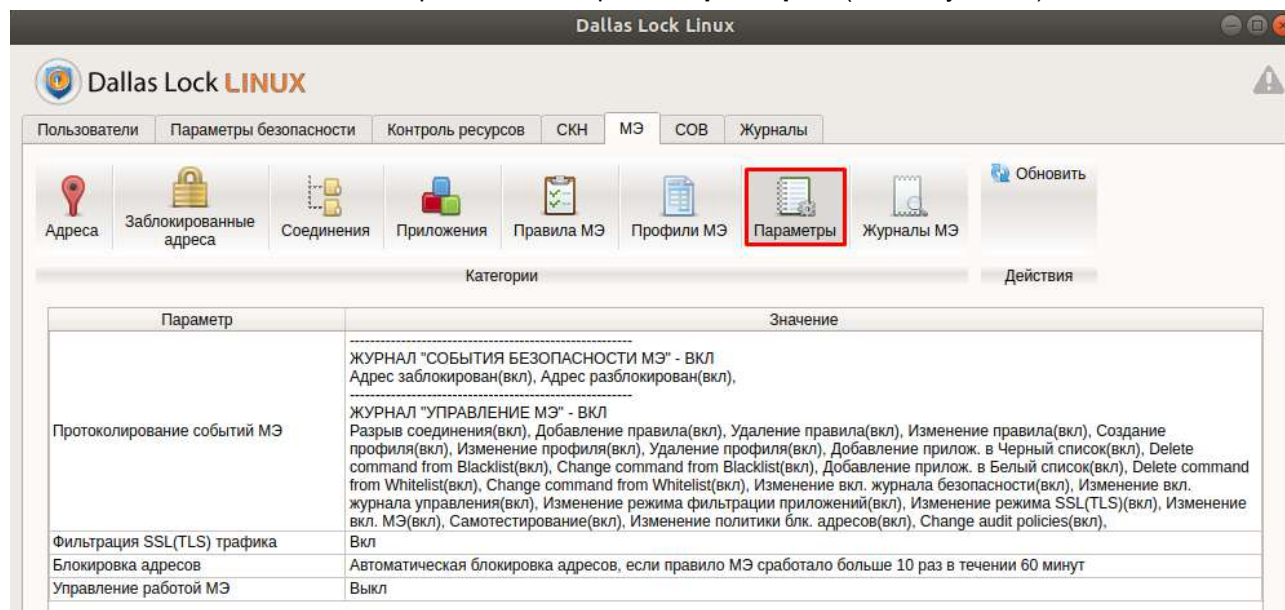 Dallas Lock Linux
Dallas Lock LINUX
Пользователи Параметры безопасности Контроль ресурсов СКН МЭ СОВ Журналы
Адреса Заблокированные адреса Соединения Приложения Правила МЭ Профили МЭ Параметры Журналы МЭ Обновить
Категории Действия
Параметр Значение
Протоколирование событий МЭ
--------------------------------------------------------
ЖУРНАЛ "СОБЫТИЯ БЕЗОПАСНОСТИ МЭ" - ВКЛ
Адрес заблокирован(вкл), Адрес разблокирован(вкл),
--------------------------------------------------------
ЖУРНАЛ "УПРАВЛЕНИЕ МЭ" - ВКЛ
Разрыв соединения(вкл), Добавление правила(вкл), Удаление правила(вкл), Изменение правила(вкл), Создание
профиля(вкл), Изменение профиля(вкл), Удаление профиля(вкл), Добавление прилож. в Черный список(вкл), Delete
command from Blacklist(вкл), Change command from Blacklist(вкл), Добавление прилож. в Белый список(вкл), Delete command
from Whitelist(вкл), Change command from Whitelist(вкл), Изменение вкл. журнала безопасности(вкл), Изменение вкл.
журнала управления(вкл), Изменение режима фильтрации приложений(вкл), Изменение режима SSL(TLS)(вкл), Изменение
вкл. МЭ(вкл), Самотестирование(вкл), Изменение политики блк. адресов(вкл), Change audit policies(вкл),
Фильтрация SSL(TLS) трафика Вкл
Блокировка адресов Автоматическая блокировка адресов, если правило МЭ сработало больше 10 раз в течении 60 минут
Управление работой МЭ Выкл